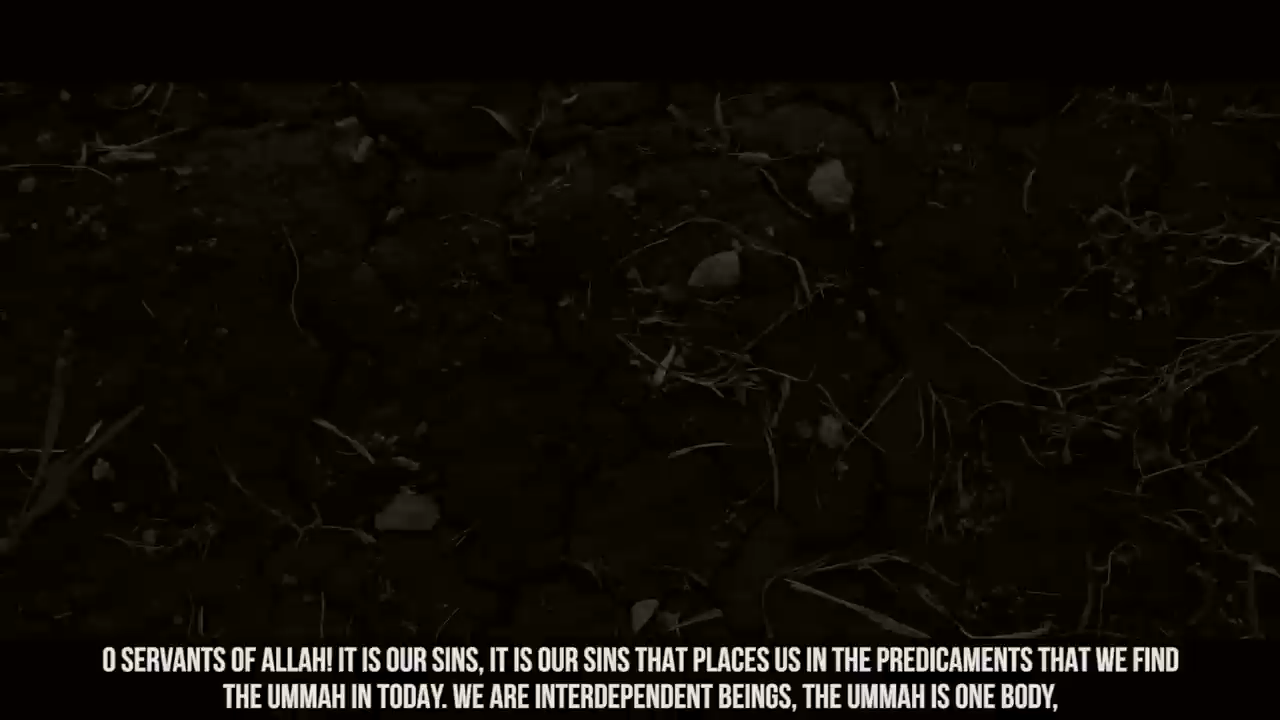 O SERVANTS OF ALLAH! IT IS OUR SINS, IT IS OUR SINS THAT PLACES US IN THE PREDICAMENTS THAT WE FIND
THE UMMAH IN TODAY. WE ARE INTERDEPENDENT BEINGS, THE UMMAH IS ONE BODY,